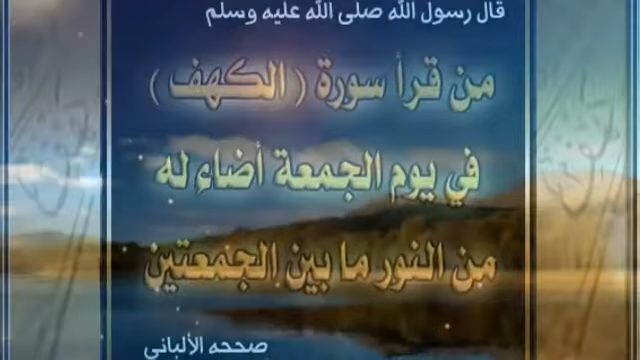 قال رسول الله صلى الله عليه وسلم
من قرأ سورة ( الكهف )
في يوم الجمعة أضاء له
من النور ما بين الجمعتين
صححه الألباني